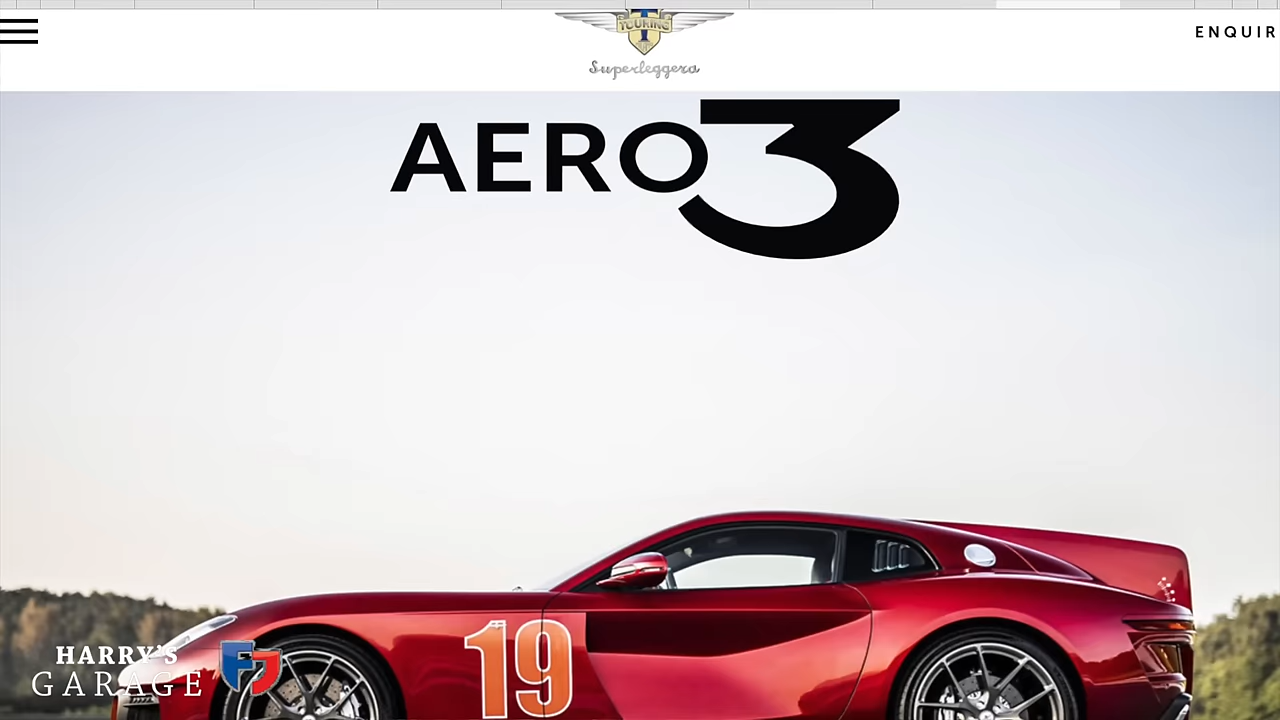 TOURING
Superleggera
ENQUIR
AERO3
19
HARRY'S
GARAGE